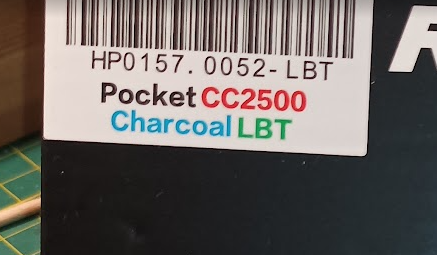 HP0157.0052-LBT
Pocket CC2500
Charcoal LBT
R